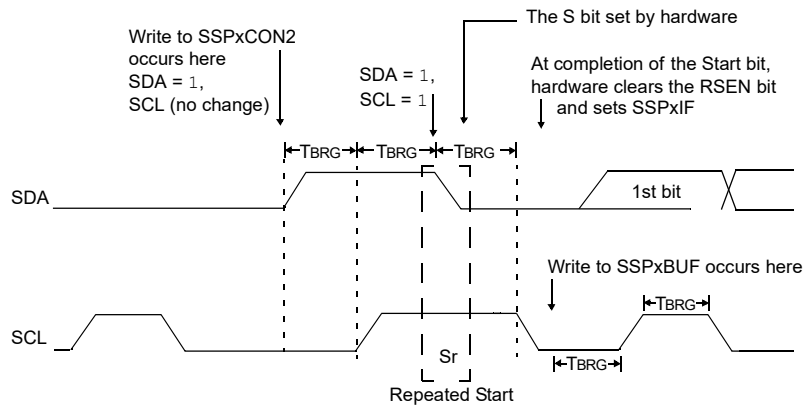 The S bit set by hardware
Write to SSPxCON2
occurs here
SDA = 1,
SCL (no change)
SDA = 1,
SCL = 1
At completion of the Start bit,
hardware clears the RSEN bit
and sets SSPxIF
TBRG
TBRG
TBRG
SDA
1st bit
Write to SSPxBUF occurs here
TBRG
SCL
Sr
TBRG
Repeated Start